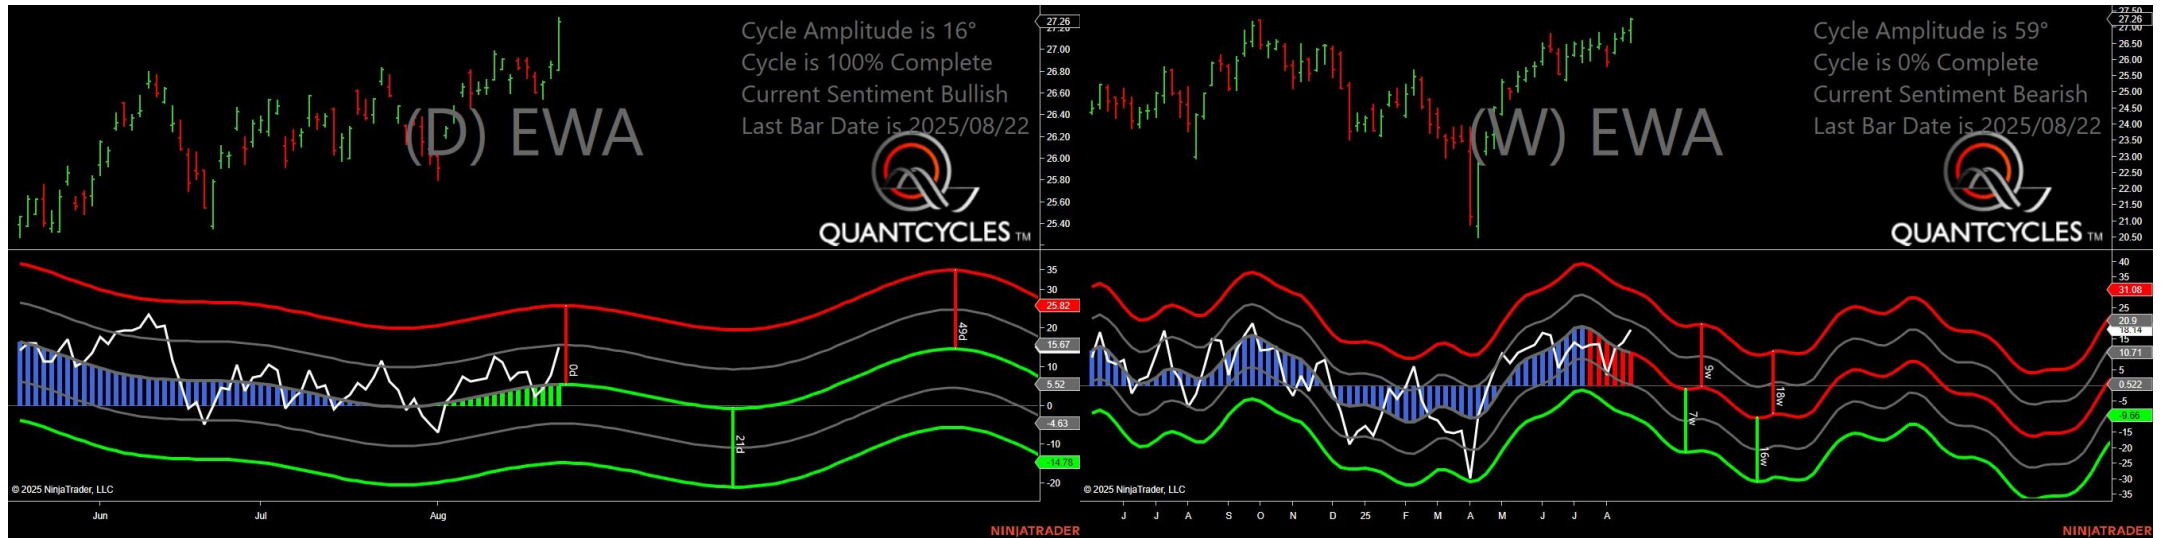 Cycle Amplitude is 16°
Cycle is 100% Complete
Current Sentiment Bullish
Last Bar Date is 2025/08/22
(D) EWA
QUANTCYCLES TM
27.26
27.00
26.80
26.60
26.40
26.20
26.00
25.80
25.60
25.40
35
30
25.82
20
15.67
10
5.52
0
-4.63
-10
-14.78
-20
0d
21d
49d
© 2025 NinjaTrader, LLC
Jun
Jul
Aug
NINJATRADER
Cycle Amplitude is 59°
Cycle is 0% Complete
Current Sentiment Bearish
Last Bar Date is 2025/08/22
(W) EWA
QUANTCYCLES TM
27.50
27.26
27.00
26.50
26.00
25.50
25.00
24.50
24.00
23.50
23.00
22.50
22.00
21.50
21.00
20.50
40
35
31.08
25
20.9
18.14
15
10.71
5
0.522
-5
-9.66
-15
-20
-25
-30
-35
9w
7w
18w
16w
© 2025 NinjaTrader, LLC
J J A S O N D 25 F M A M J J A
NINJATRADER